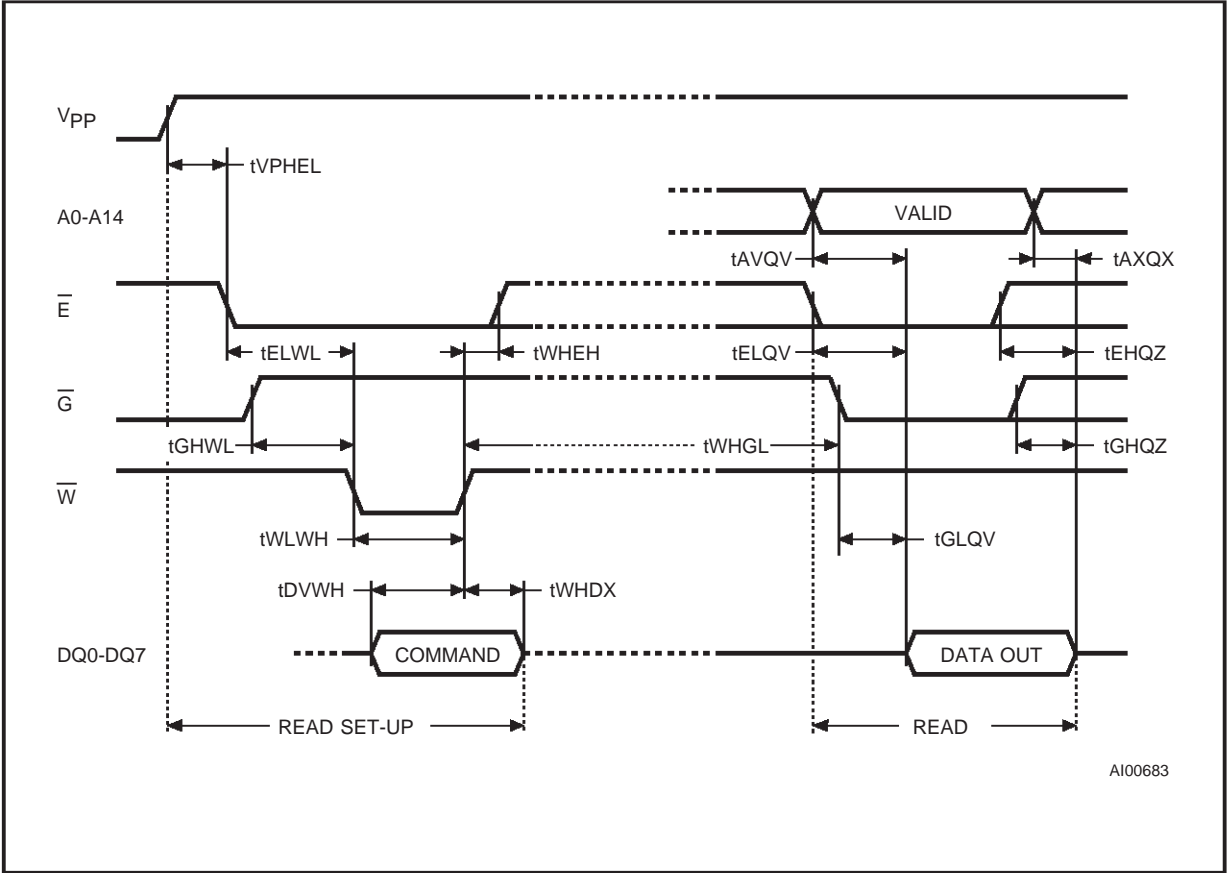 VPP
tVPHEL
A0-A14
VALID
tAVQV
tAXQX
E
tELWL
tWHEH
tELQV
tEHQZ
G
tGHWL
tWHGL
tGHQZ
W
tWLWH
tGLQV
tDVWH
tWHDX
DQ0-DQ7
COMMAND
DATA OUT
READ SET-UP
READ
AI00683